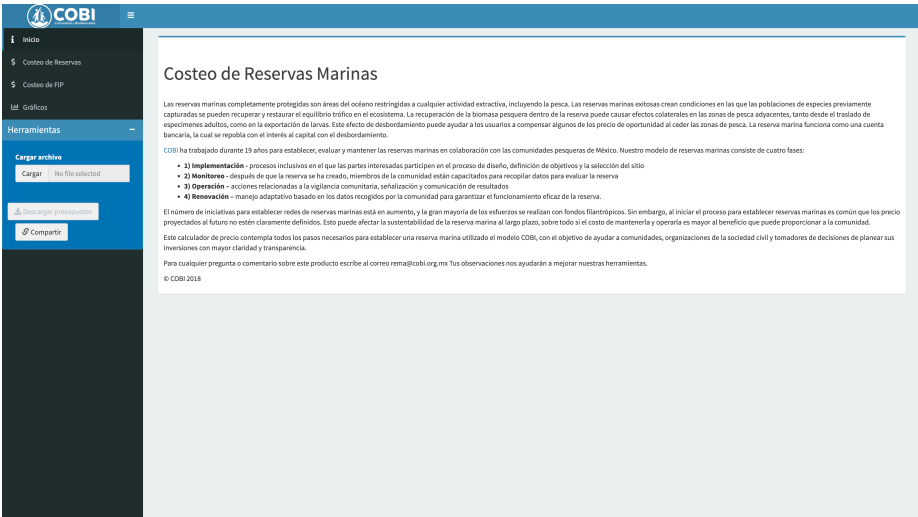 COBI
Comunidad y Biodiversidad
Inicio
$ Costeo de Reservas
$ Costeo de FIP
Gráficos
Herramientas −
Cargar archivo
Cargar No file selected
Descargar presupuesto
Compartir
Costeo de Reservas Marinas
Las reservas marinas completamente protegidas son áreas del océano restringidas a cualquier actividad extractiva, incluyendo la pesca. Las reservas marinas exitosas crean condiciones en las que las poblaciones de especies previamente
capturadas se pueden recuperar y restaurar el equilibrio trófico en el ecosistema. La recuperación de la biomasa pesquera dentro de la reserva puede causar efectos colaterales en las zonas de pesca adyacentes, tanto desde el traslado de
especímenes adultos, como en la exportación de larvas. Este efecto de desbordamiento puede ayudar a los usuarios a compensar algunos de los precio de oportunidad al ceder las zonas de pesca. La reserva marina funciona como una cuenta
bancaria, la cual se repobla con el interés al capital con el desbordamiento.
COBI ha trabajado durante 19 años para establecer, evaluar y mantener las reservas marinas en colaboración con las comunidades pesqueras de México. Nuestro modelo de reservas marinas consiste de cuatro fases:
• 1) Implementación - procesos inclusivos en el que las partes interesadas participen en el proceso de diseño, definición de objetivos y la selección del sitio
• 2) Monitoreo - después de que la reserva se ha creado, miembros de la comunidad están capacitados para recopilar datos para evaluar la reserva
• 3) Operación – acciones relacionadas a la vigilancia comunitaria, señalización y comunicación de resultados
• 4) Renovación – manejo adaptativo basado en los datos recogidos por la comunidad para garantizar el funcionamiento eficaz de la reserva.
El número de iniciativas para establecer redes de reservas marinas está en aumento, y la gran mayoría de los esfuerzos se realizan con fondos filantrópicos. Sin embargo, al iniciar el proceso para establecer reservas marinas es común que los precio
proyectados al futuro no estén claramente definidos. Esto puede afectar la sustentabilidad de la reserva marina al largo plazo, sobre todo si el costo de mantenerla y operarla es mayor al beneficio que puede proporcionar a la comunidad.
Este calculador de precio contempla todos los pasos necesarios para establecer una reserva marina utilizado el modelo COBI, con el objetivo de ayudar a comunidades, organizaciones de la sociedad civil y tomadores de decisiones de planear sus
inversiones con mayor claridad y transparencia.
Para cualquier pregunta o comentario sobre este producto escribe al correo rema@cobi.org.mx Tus observaciones nos ayudarán a mejorar nuestras herramientas.
© COBI 2018